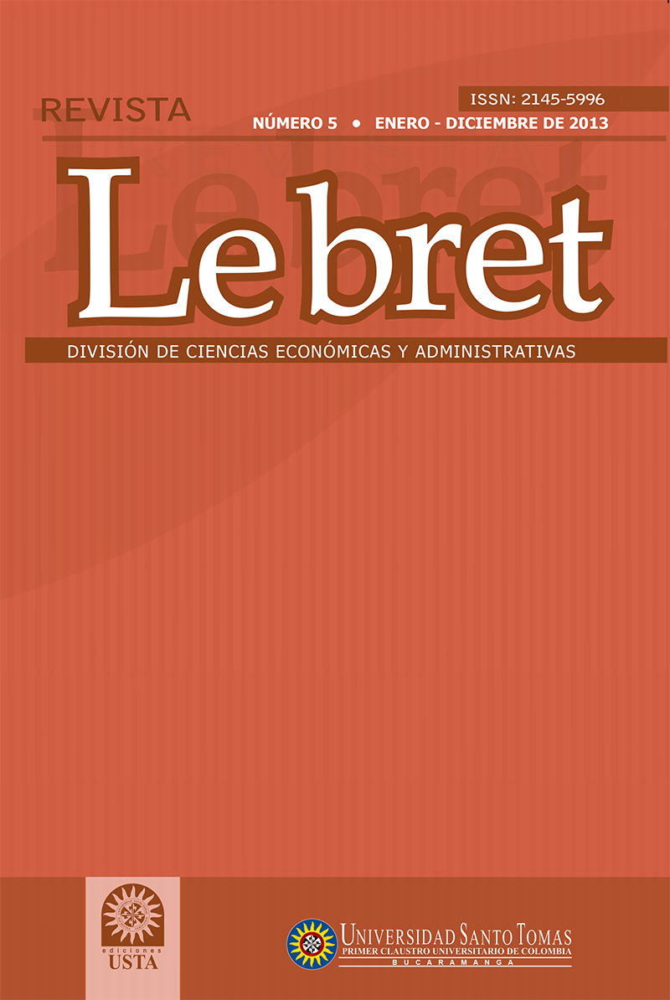 REVISTA
ISSN: 2145-5996
NÚMERO 5 • ENERO - DICIEMBRE DE 2013
Lebret
DIVISIÓN DE CIENCIAS ECONÓMICAS Y ADMINISTRATIVAS
ediciones
USTA
UNIVERSIDAD SANTO TOMAS
PRIMER CLAUSTRO UNIVERSITARIO DE COLOMBIA
BUCARAMANGA